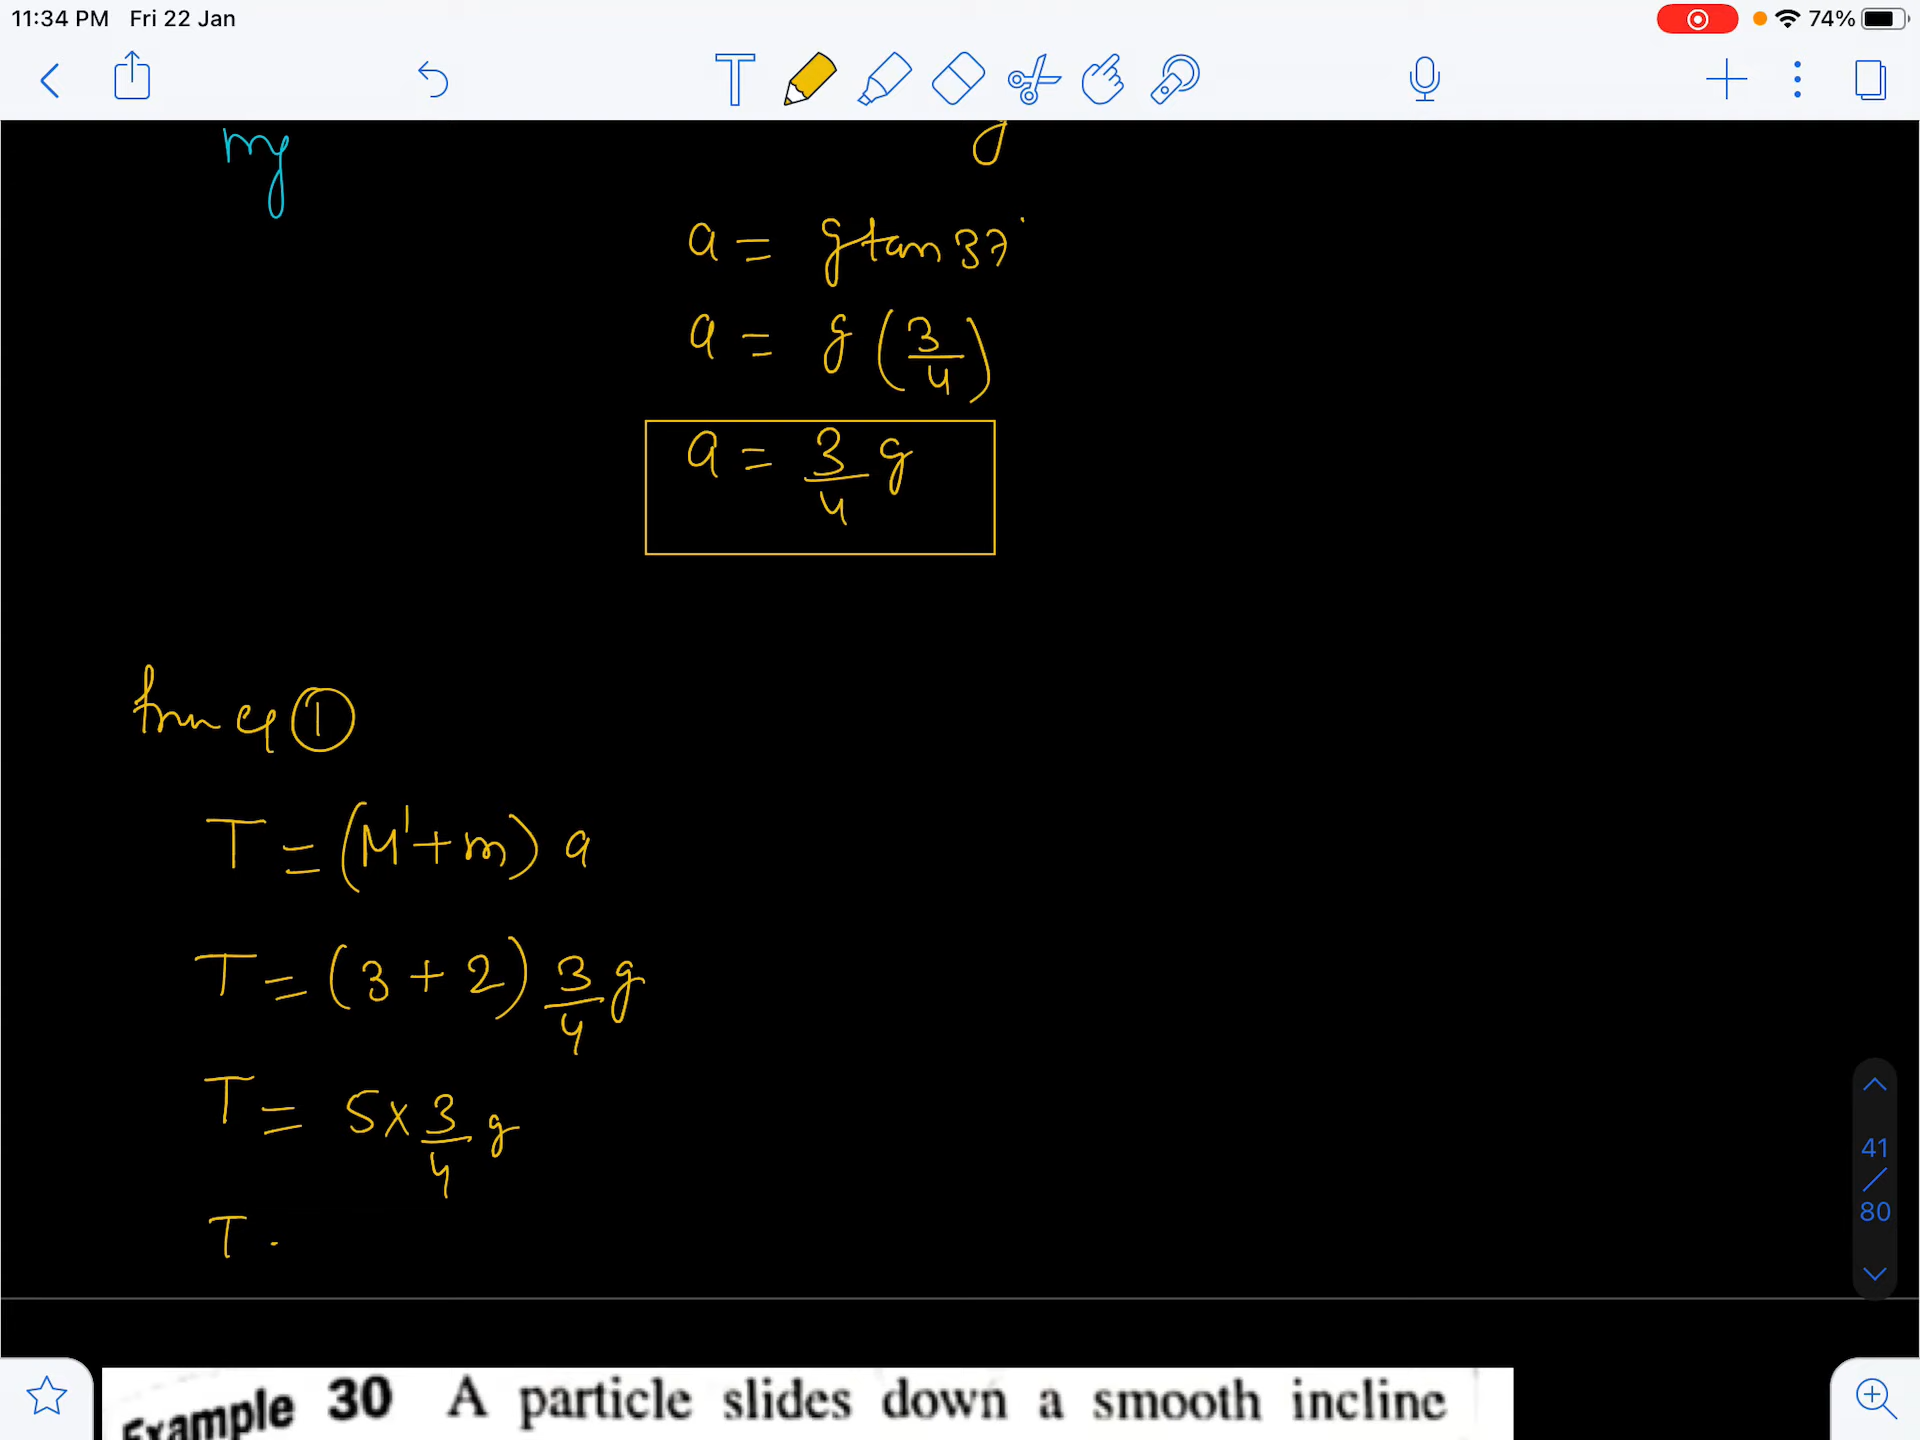 11:34 PM Fri 22 Jan
74%
T
mg
g
a = g tan 37°
a = g (3/4)
a = 3/4 g
from eq ①
T = (M'+m) a
T = (3 + 2) 3/4 g
T = 5 x 3/4 g
T -
41
/
80
Example 30 A particle slides down a smooth incline